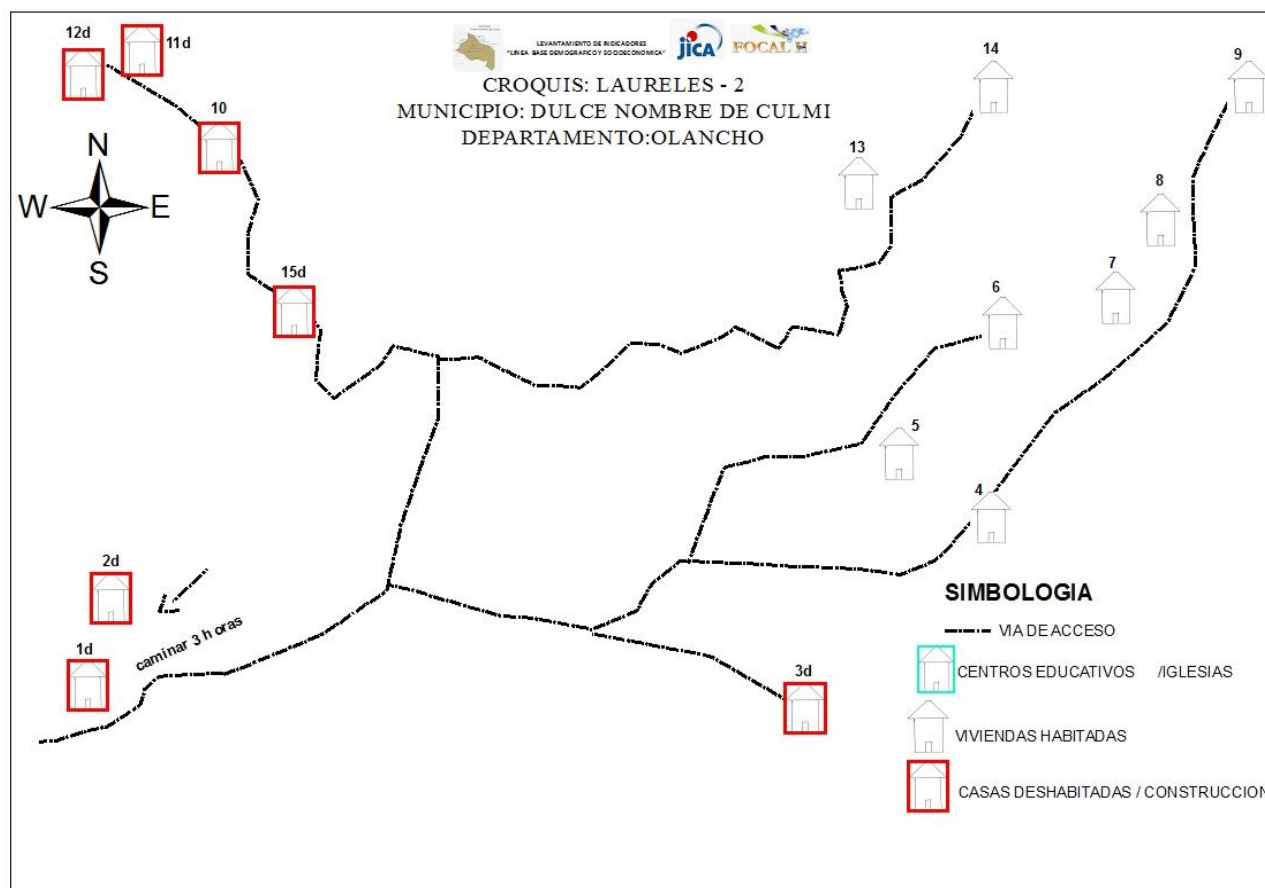 LEVANTAMIENTO DE INDICADORES
"LINEA BASE DEMOGRAFICO Y SOCIOECONOMICA"
jICA
FOCAL II
CROQUIS: LAURELES - 2
MUNICIPIO: DULCE NOMBRE DE CULMI
DEPARTAMENTO:OLANCHO
12d
11d
10
14
9
N
W
E
S
13
8
7
15d
6
5
4
2d
caminar 3 horas
1d
3d
SIMBOLOGIA
VIA DE ACCESO
CENTROS EDUCATIVOS /IGLESIAS
VIVIENDAS HABITADAS
CASAS DESHABITADAS / CONSTRUCCION